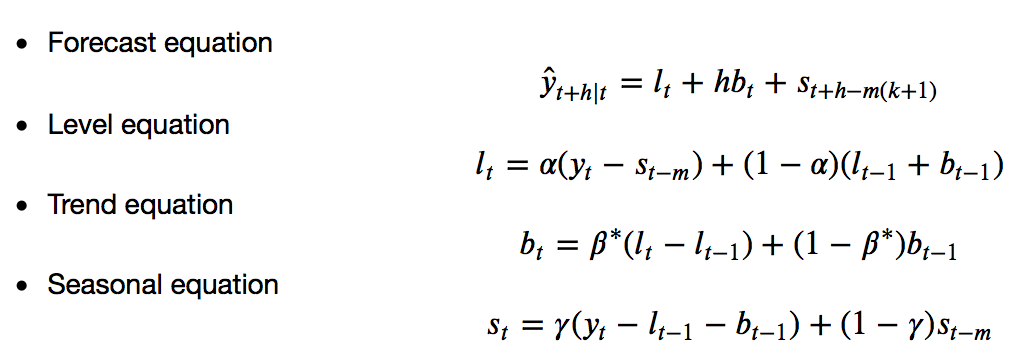 • Forecast equation
ŷ_{t+h|t} = l_t + hb_t + s_{t+h−m(k+1)}
• Level equation
l_t = α(y_t − s_{t−m}) + (1 − α)(l_{t−1} + b_{t−1})
• Trend equation
b_t = β*(l_t − l_{t−1}) + (1 − β*)b_{t−1}
• Seasonal equation
s_t = γ(y_t − l_{t−1} − b_{t−1}) + (1 − γ)s_{t−m}